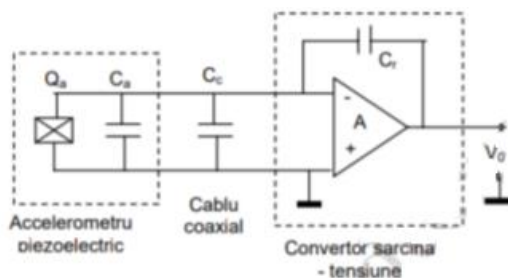 Qa Ca Cc Cr
- A +
V0
Accelerometru
piezoelectric
Cablu
coaxial
Convertor sarcina
- tensiune